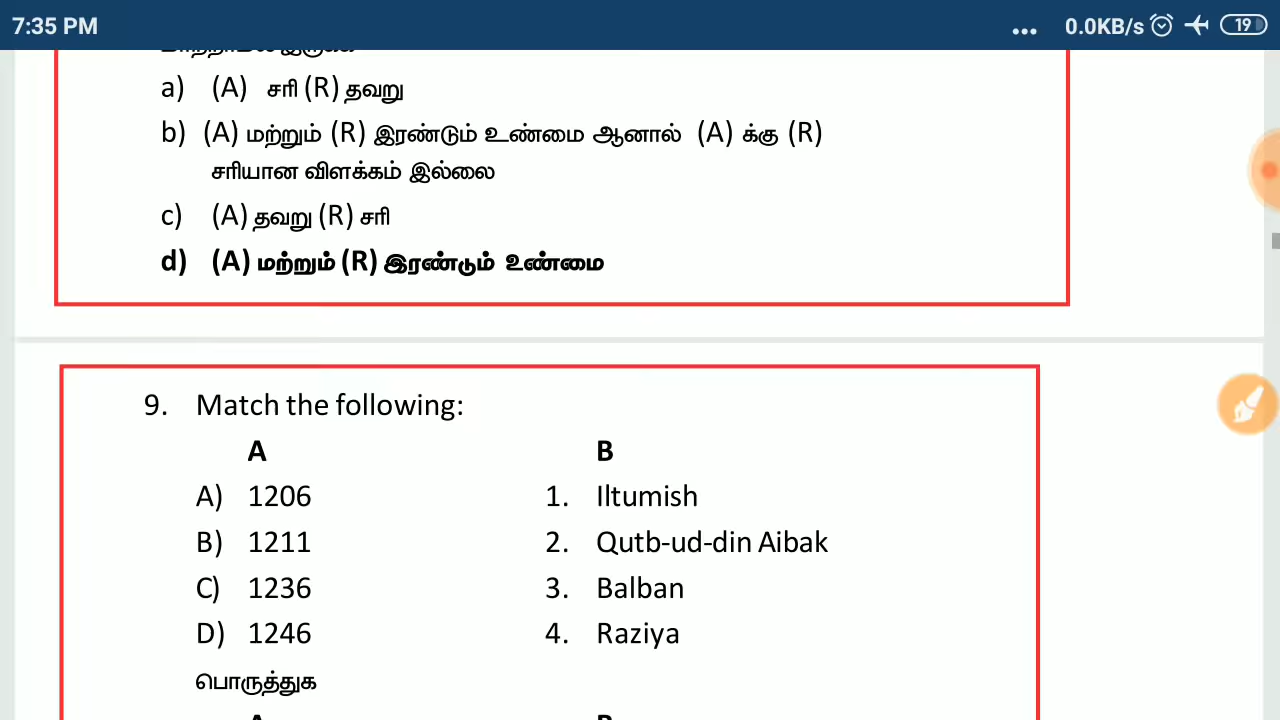 7:35 PM
... 0.0KB/s 19
a) (A) சரி (R) தவறு
b) (A) மற்றும் (R) இரண்டும் உண்மை ஆனால் (A) க்கு (R)
சரியான விளக்கம் இல்லை
c) (A) தவறு (R) சரி
d) (A) மற்றும் (R) இரண்டும் உண்மை
9. Match the following:
A B
A) 1206 1. Iltumish
B) 1211 2. Qutb-ud-din Aibak
C) 1236 3. Balban
D) 1246 4. Raziya
பொருத்துக